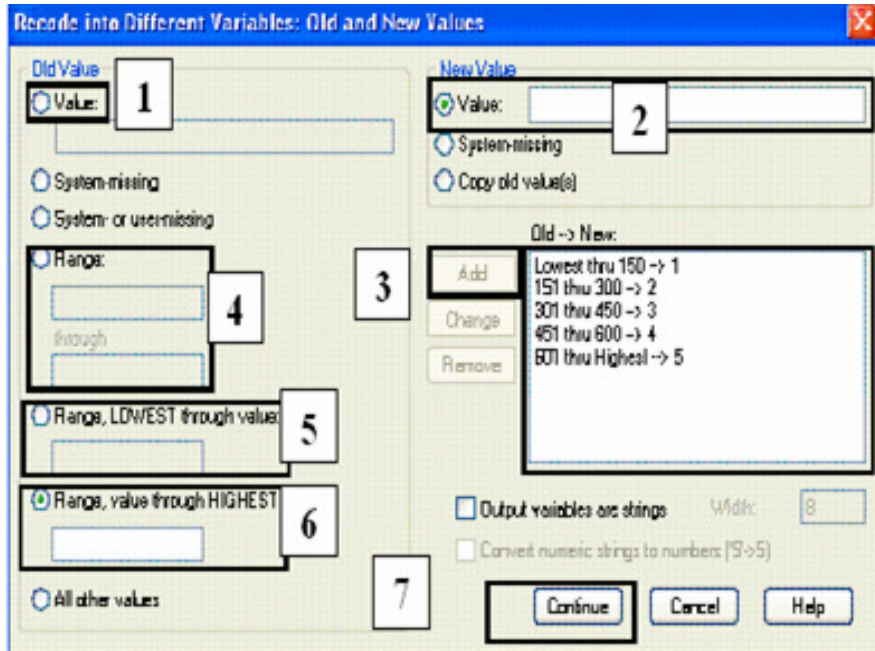 Recode into Different Variables: Old and New Values
Old Value
Value:
1
System-missing
System- or user-missing
Range:
4
through
Range, LOWEST through value:
5
Range, value through HIGHEST
6
All other values
New Value
Value:
2
System-missing
Copy old value(s)
Old --> New:
3
Add
Change
Remove
Lowest thru 150 --> 1
151 thru 300 --> 2
301 thru 450 --> 3
451 thru 600 --> 4
601 thru Highest --> 5
Output variables are strings
Width:
8
Convert numeric strings to numbers ('5'->5)
7
Continue
Cancel
Help